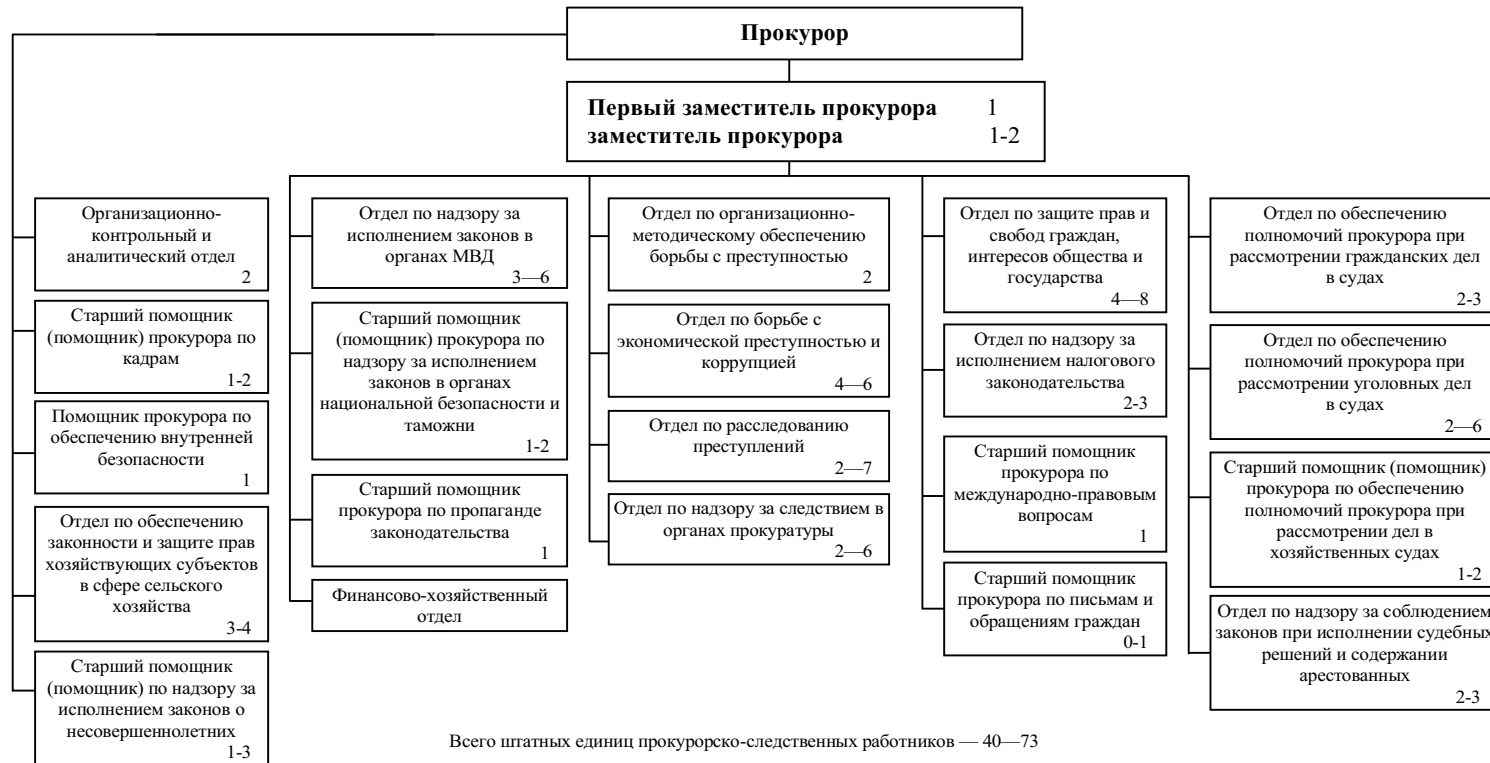 Прокурор
Первый заместитель прокурора 1
заместитель прокурора 1-2
Организационно-
контрольный и
аналитический отдел
2
Старший помощник
(помощник) прокурора по
кадрам
1-2
Помощник прокурора по
обеспечению внутренней
безопасности
1
Отдел по обеспечению
законности и защите прав
хозяйствующих субъектов
в сфере сельского
хозяйства
3-4
Старший помощник
(помощник) по надзору за
исполнением законов о
несовершеннолетних
1-3
Отдел по надзору за
исполнением законов в
органах МВД
3—6
Старший помощник
(помощник) прокурора по
надзору за исполнением
законов в органах
национальной безопасности и
таможни
1-2
Старший помощник
прокурора по пропаганде
законодательства
1
Финансово-хозяйственный
отдел
Отдел по организационно-
методическому обеспечению
борьбы с преступностью
2
Отдел по борьбе с
экономической преступностью и
коррупцией
4—6
Отдел по расследованию
преступлений
2—7
Отдел по надзору за следствием в
органах прокуратуры
2—6
Отдел по защите прав и
свобод граждан,
интересов общества и
государства
4—8
Отдел по надзору за
исполнением налогового
законодательства
2-3
Старший помощник
прокурора по
международно-правовым
вопросам
1
Старший помощник
прокурора по письмам и
обращениям граждан
0-1
Отдел по обеспечению
полномочий прокурора при
рассмотрении гражданских дел
в судах
2-3
Отдел по обеспечению
полномочий прокурора при
рассмотрении уголовных дел
в судах
2—6
Старший помощник (помощник)
прокурора по обеспечению
полномочий прокурора при
рассмотрении дел в
хозяйственных судах
1-2
Отдел по надзору за соблюдением
законов при исполнении судебных
решений и содержании
арестованных
2-3
Всего штатных единиц прокурорско-следственных работников — 40—73